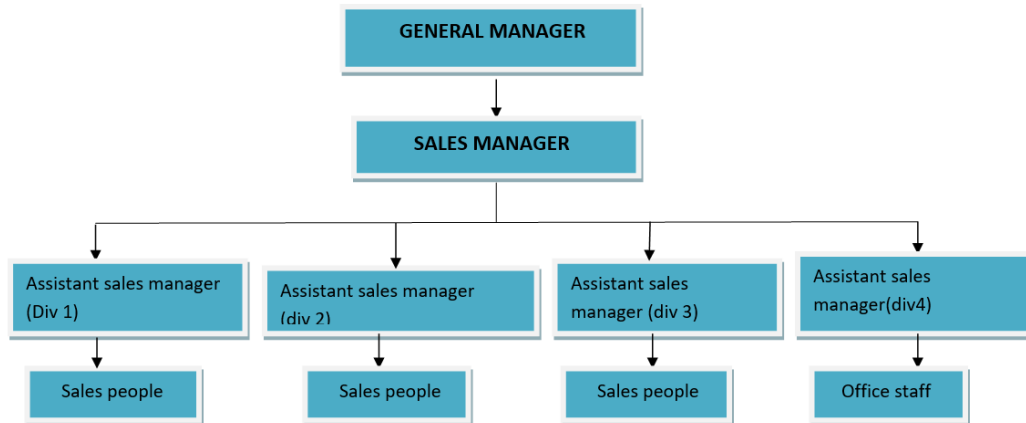 GENERAL MANAGER
SALES MANAGER
Assistant sales manager
(Div 1)
Assistant sales manager
(div 2)
Assistant sales
manager (div 3)
Assistant sales
manager(div4)
Sales people
Sales people
Sales people
Office staff